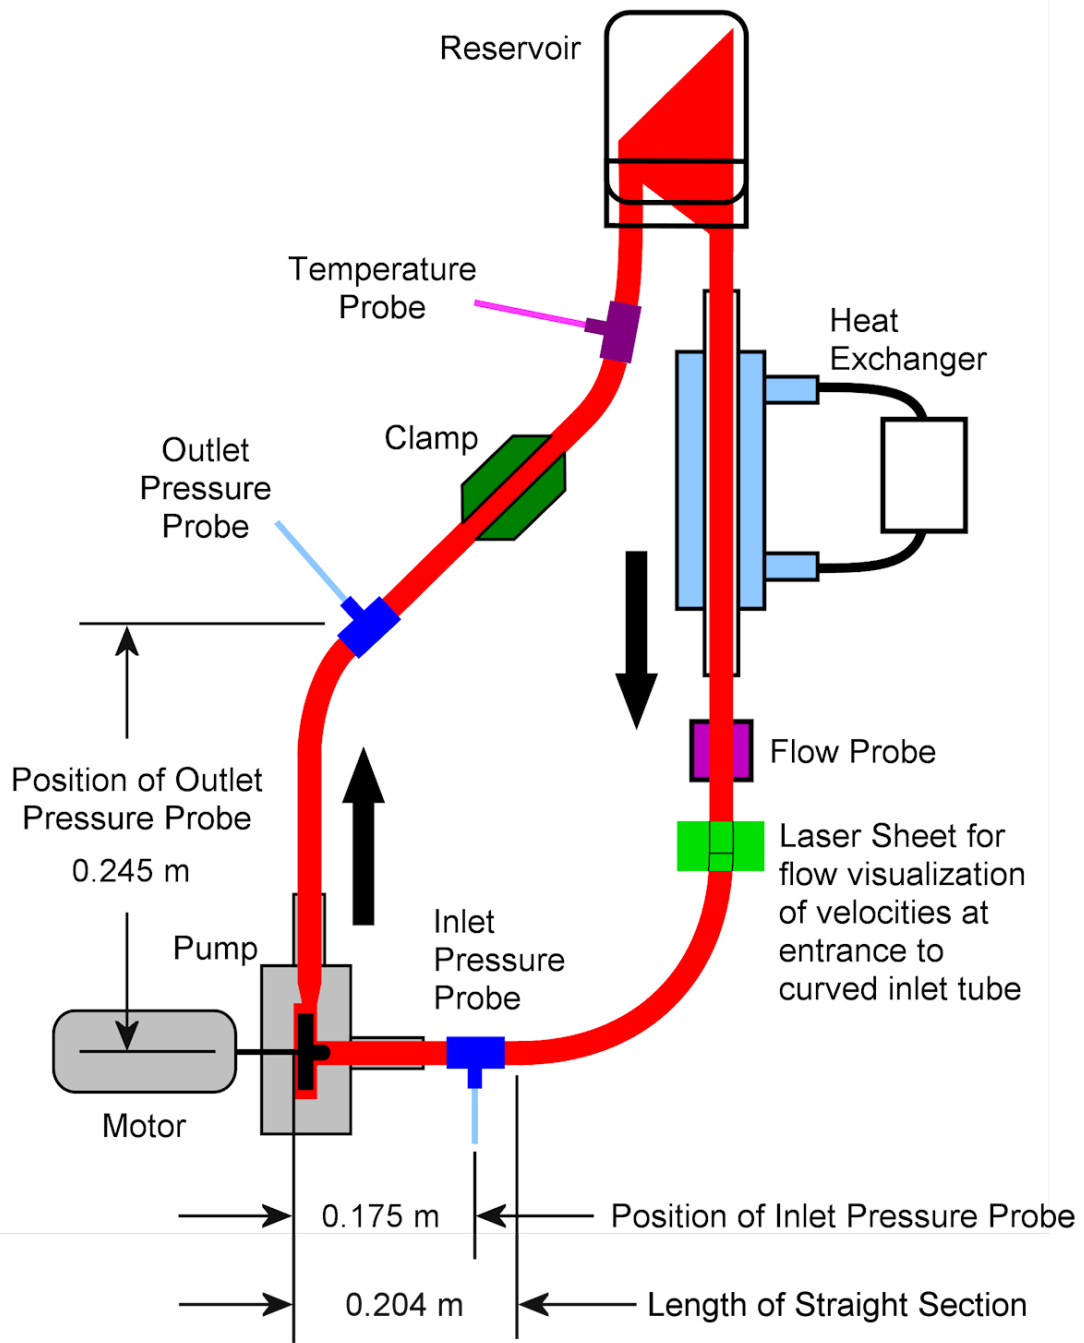 Reservoir
Temperature
Probe
Heat
Exchanger
Clamp
Outlet
Pressure
Probe
Flow Probe
Position of Outlet
Pressure Probe
0.245 m
Laser Sheet for
flow visualization
of velocities at
entrance to
curved inlet tube
Inlet
Pressure
Probe
Pump
Motor
0.175 m
Position of Inlet Pressure Probe
0.204 m
Length of Straight Section